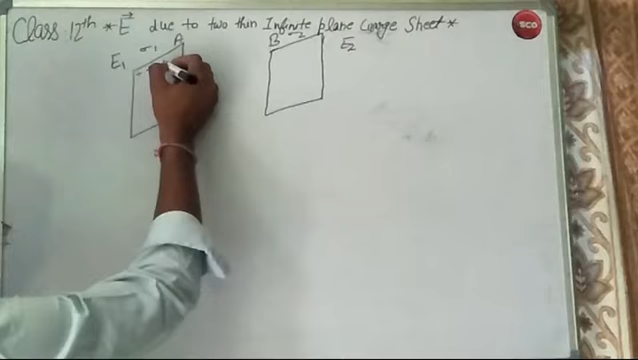 Class 12th * E⃗ due to two thin Infinite plane Charge Sheet *
E₁ σ₁ A B σ₂ E₂
SCO